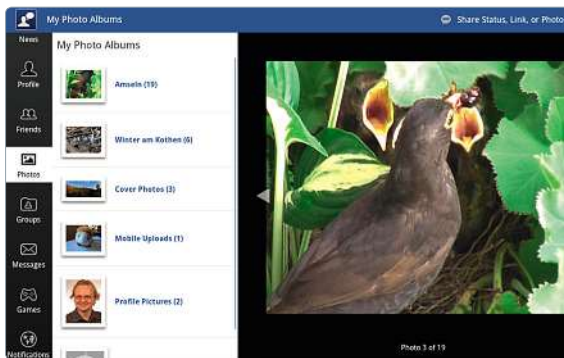 My Photo Albums
Share Status, Link, or Photo
News
Profile
Friends
Photos
Groups
Messages
Games
Notifications
My Photo Albums
Amseln (19)
Winter am Kothen (6)
Cover Photos (3)
Mobile Uploads (1)
Profile Pictures (2)
Photo 3 of 19